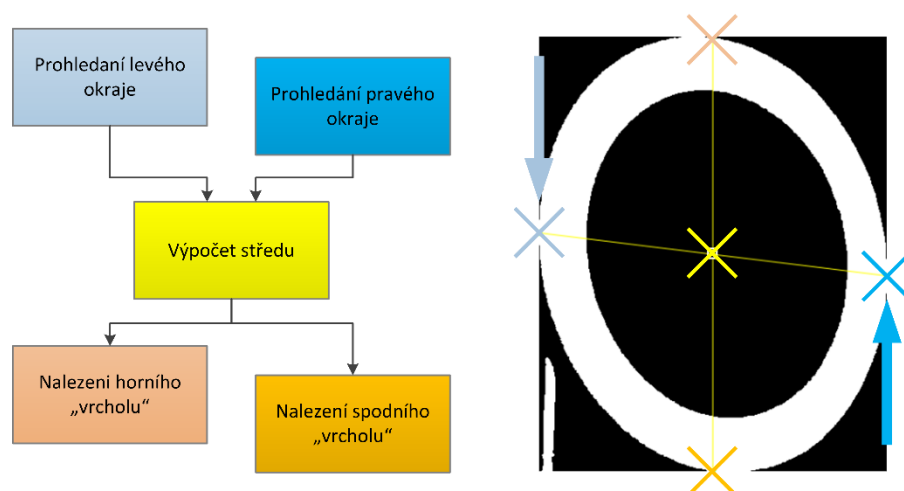 Prohledaní levého
okraje
Prohledání pravého
okraje
Výpočet středu
Nalezeni horního
„vrcholu“
Nalezení spodního
„vrcholu“